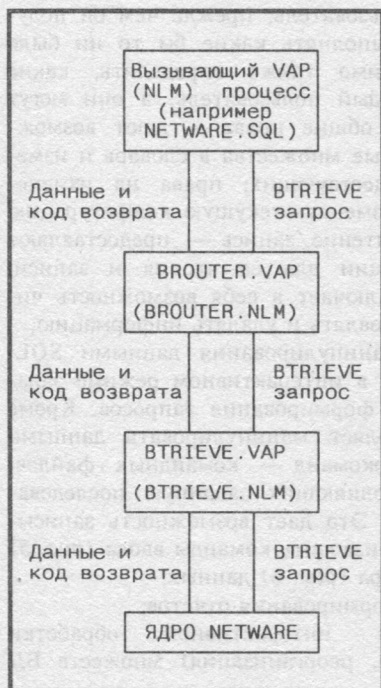 Вызывающий VAP
(NLM) процесс
(например
NETWARE.SQL)
Данные и BTRIEVE
код возврата запрос
BROUTER.VAP
(BROUTER.NLM)
Данные и BTRIEVE
код возврата запрос
BTRIEVE.VAP
(BTRIEVE.NLM)
Данные и BTRIEVE
код возврата запрос
ЯДРО NETWARE